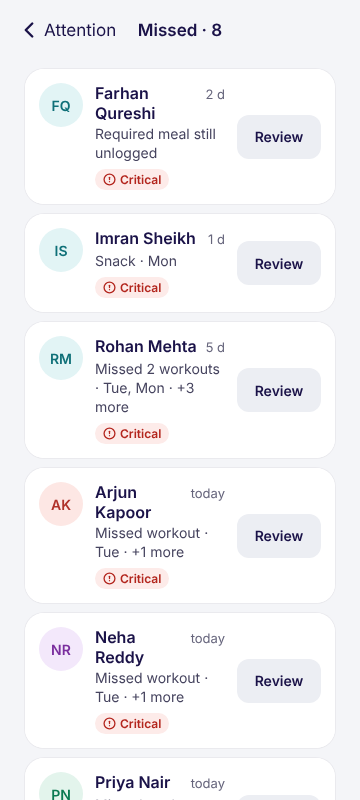 Attention Missed · 8
FQ
Farhan Qureshi
2 d
Required meal still
unlogged
Critical
Review
IS
Imran Sheikh
1 d
Snack · Mon
Critical
Review
RM
Rohan Mehta
5 d
Missed 2 workouts
· Tue, Mon · +3
more
Critical
Review
AK
Arjun
Kapoor
today
Missed workout ·
Tue · +1 more
Critical
Review
NR
Neha
Reddy
today
Missed workout ·
Tue · +1 more
Critical
Review
PN
Priya Nair
today